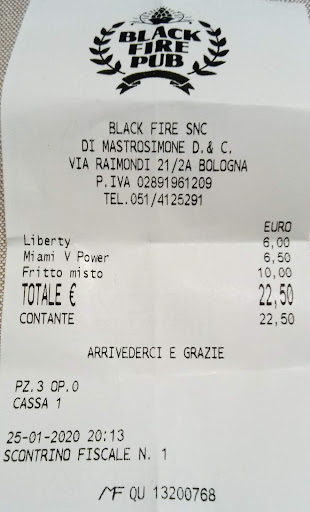 BLACK
FIRE
PUB
BLACK FIRE SNC
DI MASTROSIMONE D.& C.
VIA RAIMONDI 21/2A BOLOGNA
P.IVA 02891961209
TEL.051/4125291
EURO
Liberty 6,00
Miami V Power 6,50
Fritto misto 10,00
TOTALE € 22,50
CONTANTE 22,50
ARRIVEDERCI E GRAZIE
PZ.3 OP.0
CASSA 1
25-01-2020 20:13
SCONTRINO FISCALE N. 1
MF QU 13200768